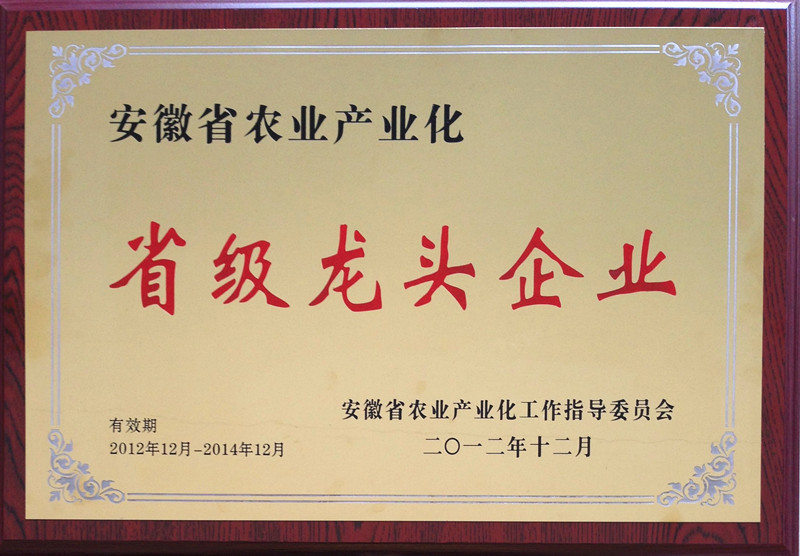 安徽省农业产业化
省级龙头企业
有效期
2012年12月-2014年12月
安徽省农业产业化工作指导委员会
二〇一二年十二月